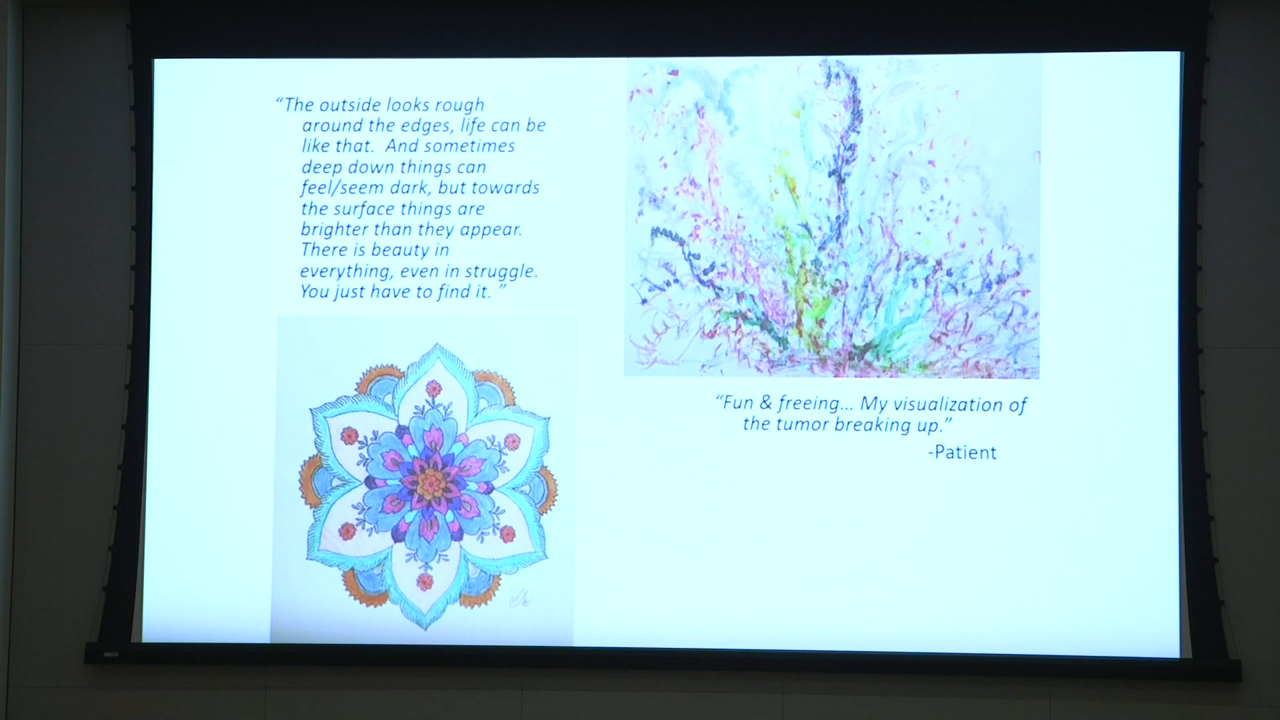 “The outside looks rough
around the edges, life can be
like that.  And sometimes
deep down things can
feel/seem dark, but towards
the surface things are
brighter than they appear.
There is beauty in
everything, even in struggle.
You just have to find it. ”
“Fun & freeing... My visualization of
the tumor breaking up.”
-Patient